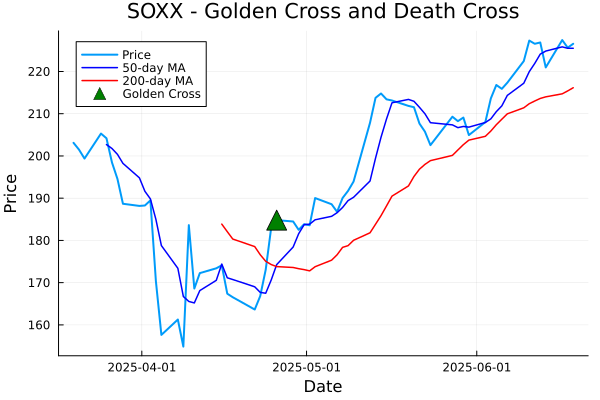 SOXX - Golden Cross and Death Cross
Price
50-day MA
200-day MA
Golden Cross
Price
220
210
200
190
180
170
160
2025-04-01
2025-05-01
2025-06-01
Date